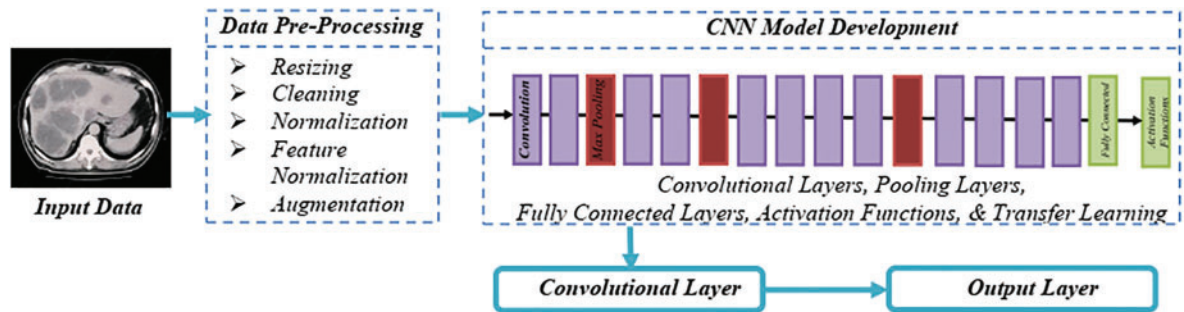 Input Data
Data Pre-Processing
➢ Resizing
➢ Cleaning
➢ Normalization
➢ Feature
Normalization
➢ Augmentation
CNN Model Development
Convolution
Max Pooling
Fully Connected
Activation
Functions
Convolutional Layers, Pooling Layers,
Fully Connected Layers, Activation Functions, & Transfer Learning
Convolutional Layer
Output Layer